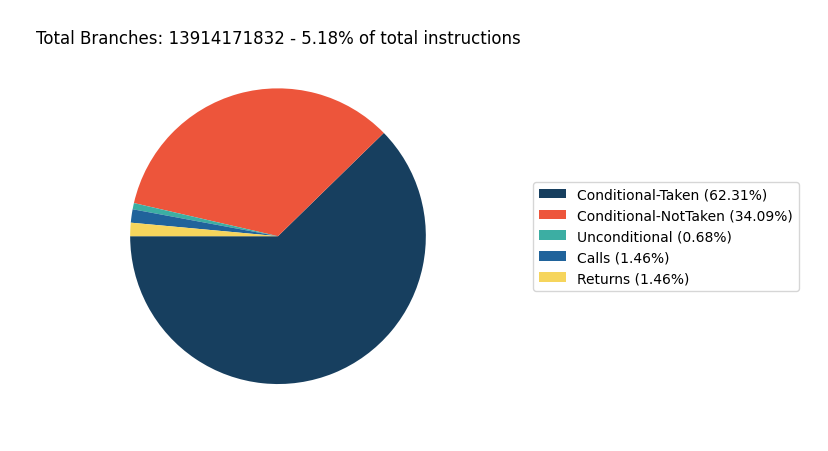 Total Branches: 13914171832 - 5.18% of total instructions
Conditional-Taken (62.31%)
Conditional-NotTaken (34.09%)
Unconditional (0.68%)
Calls (1.46%)
Returns (1.46%)